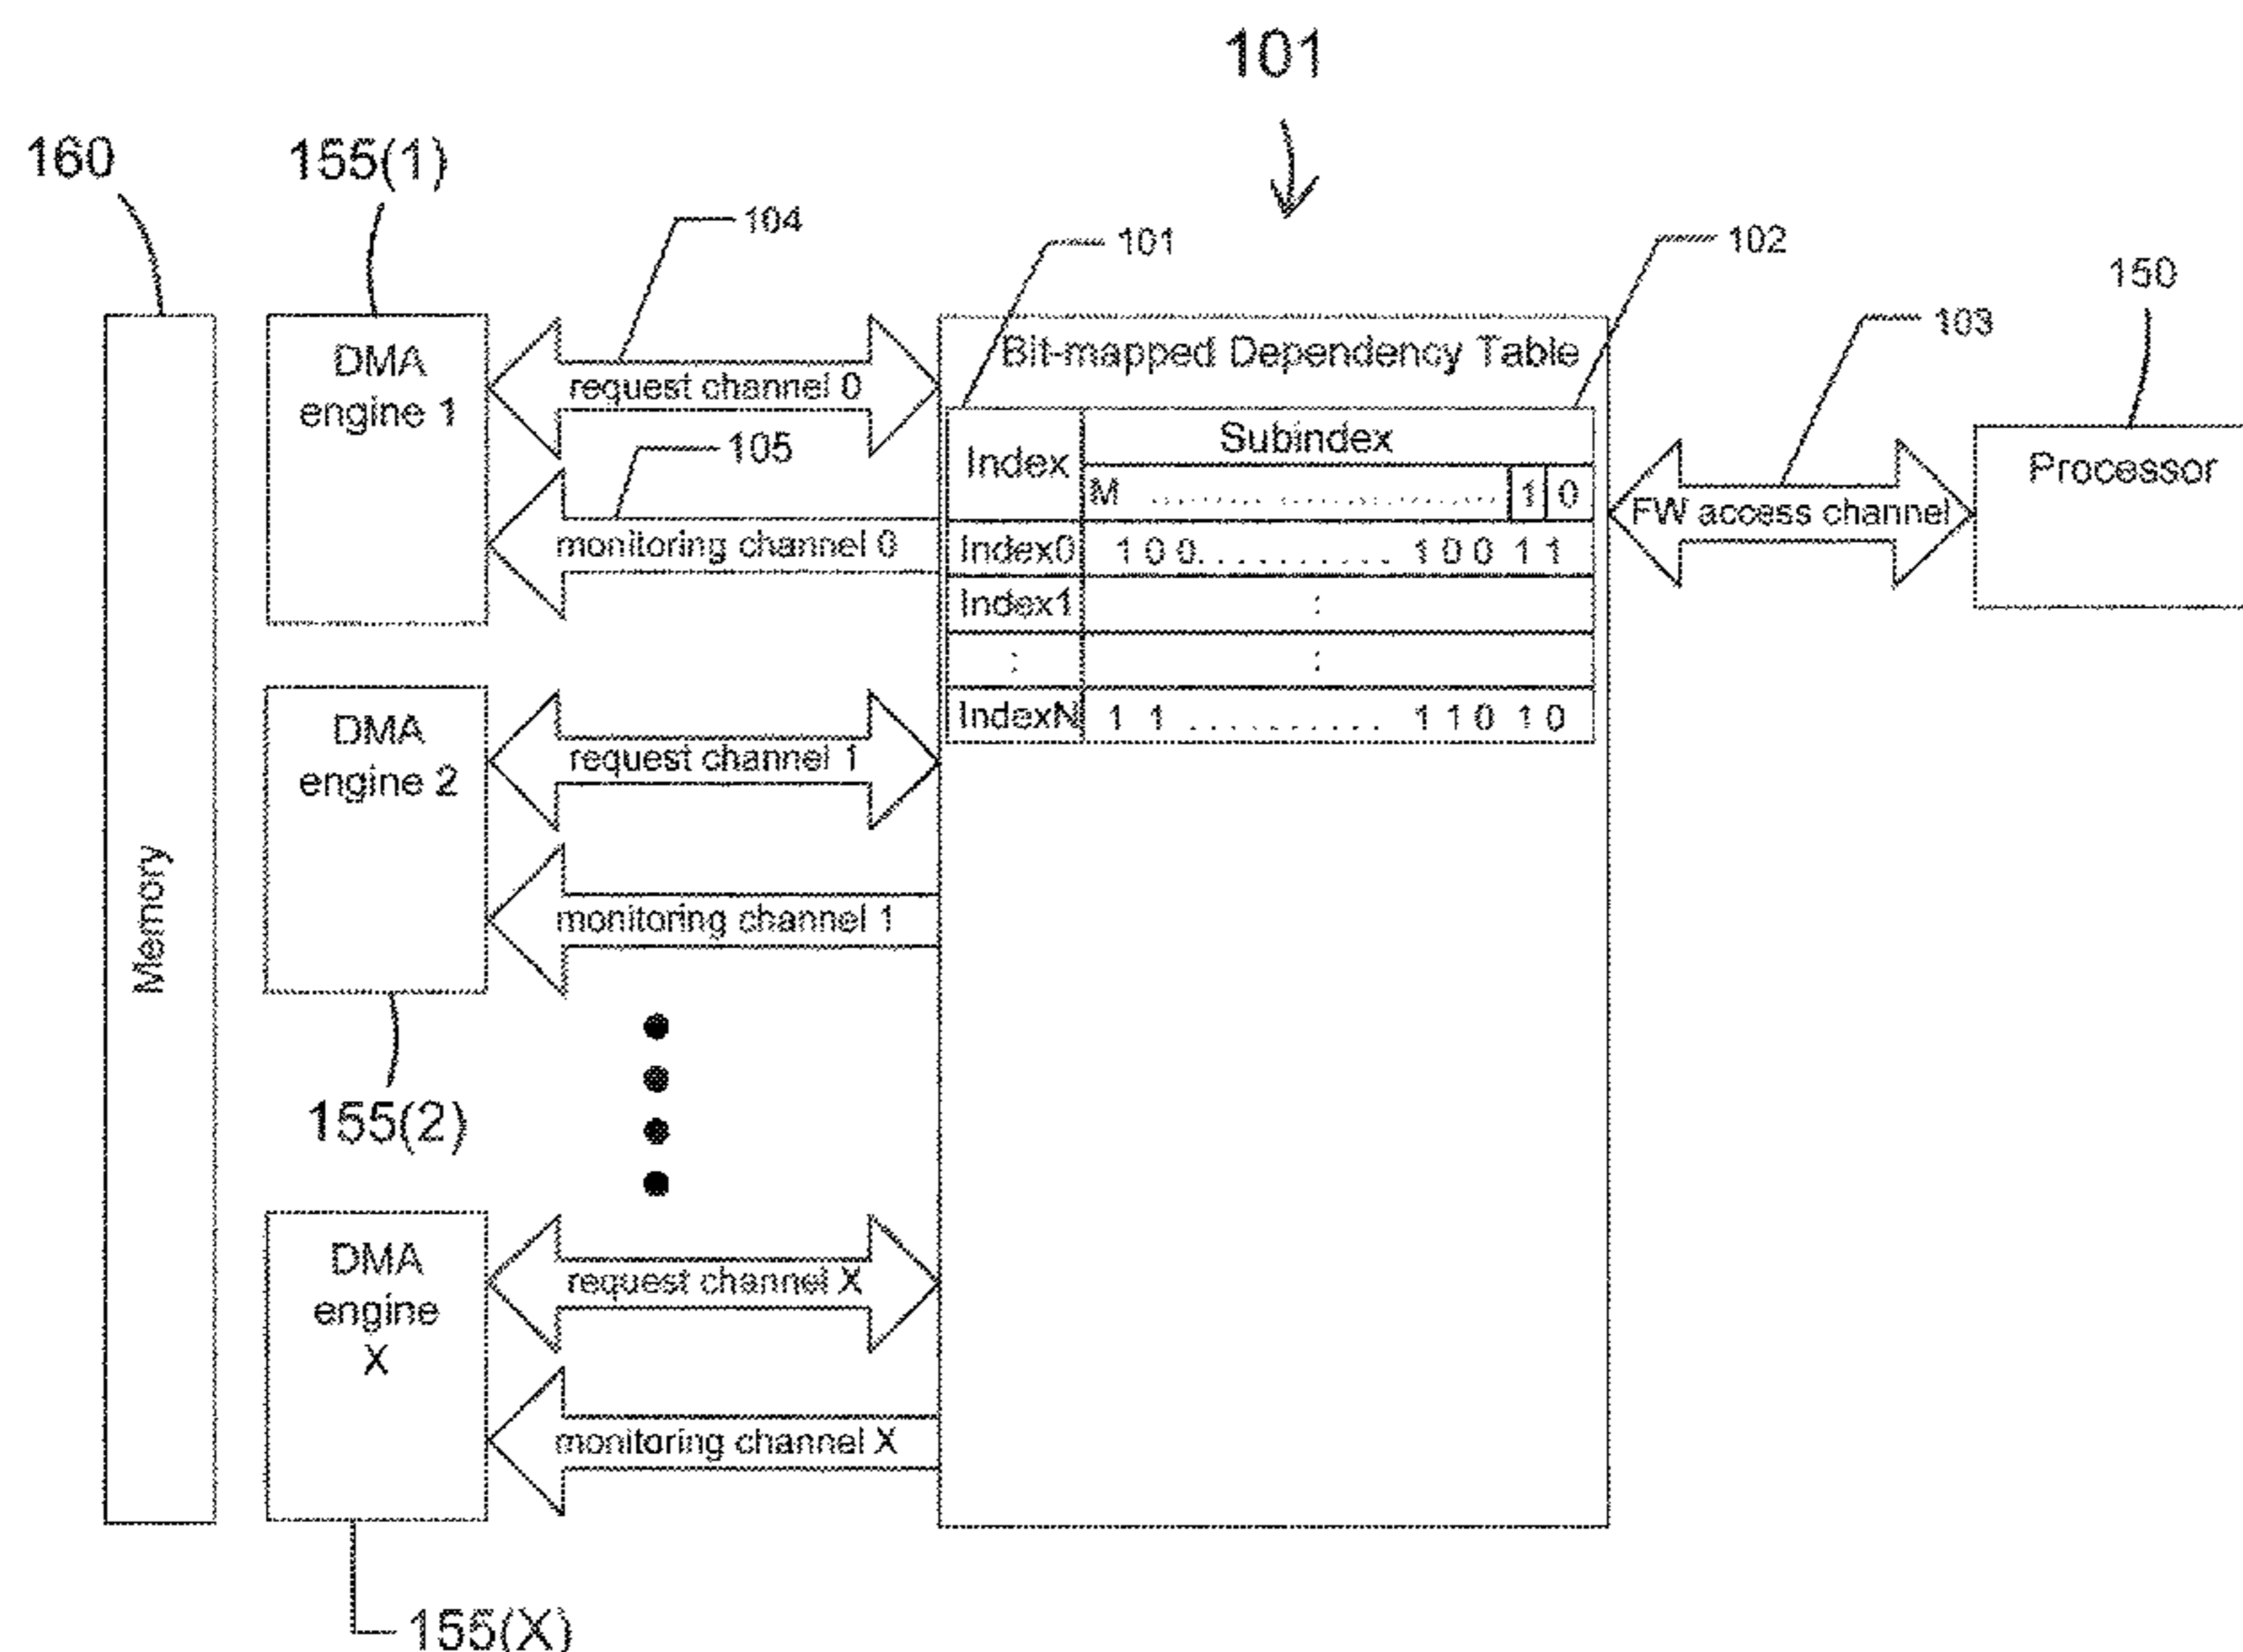 101
160
155(1)
104
101
102
150
103
DMA
engine 1
request channel 0
105
monitoring channel 0
Bit-mapped Dependency Table
Index
Subindex
M ........................ 1 0
Index0 1 0 0 . . . . . . . . . . 1 0 0 1 1
Index1 :
: :
IndexN 1 1 . . . . . . . . . . 1 1 0 1 0
FW access channel
Processor
DMA
engine 2
request channel 1
monitoring channel 1
Memory
155(2)
DMA
engine
X
request channel X
monitoring channel X
155(X)